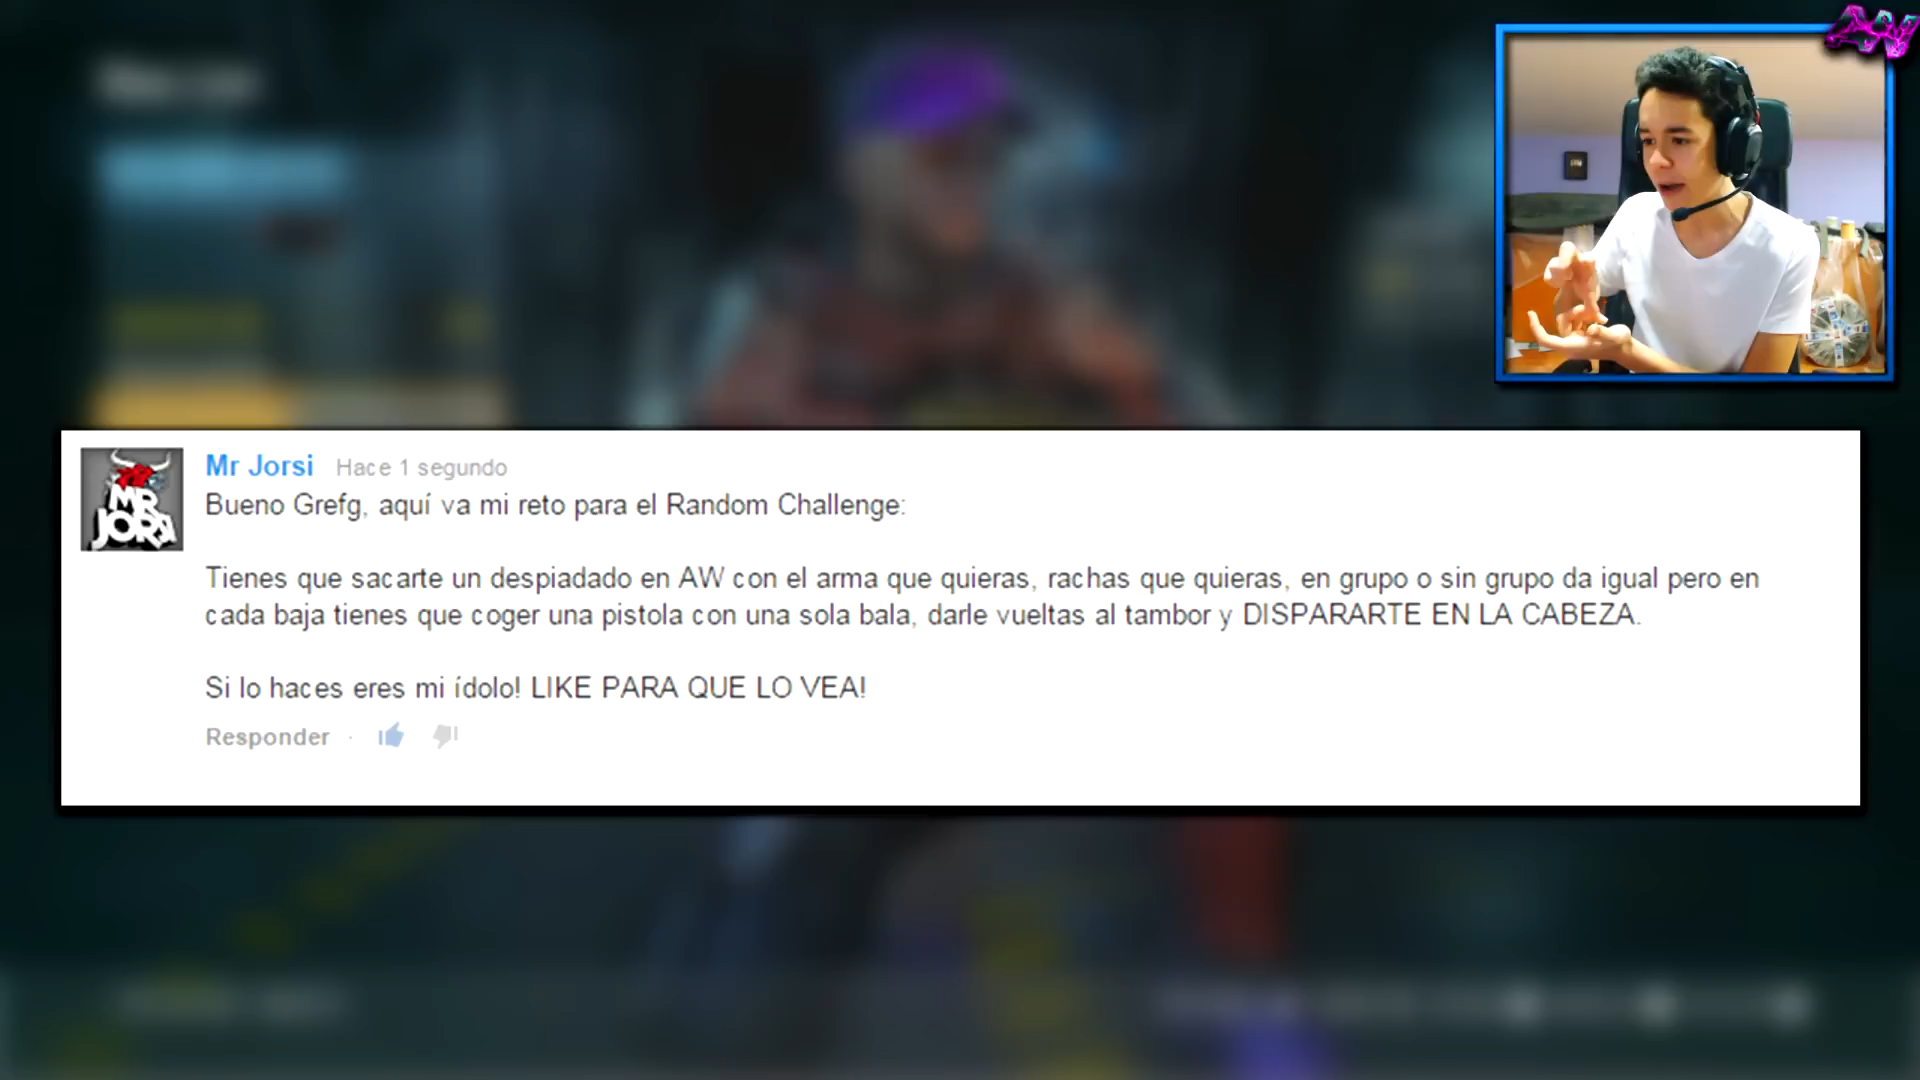 AW
Mr Jorsi Hace 1 segundo
MR
JORSI
Bueno Grefg, aquí va mi reto para el Random Challenge:
Tienes que sacarte un despiadado en AW con el arma que quieras, rachas que quieras, en grupo o sin grupo da igual pero en
cada baja tienes que coger una pistola con una sola bala, darle vueltas al tambor y DISPARARTE EN LA CABEZA.
Si lo haces eres mi ídolo! LIKE PARA QUE LO VEA!
Responder ·